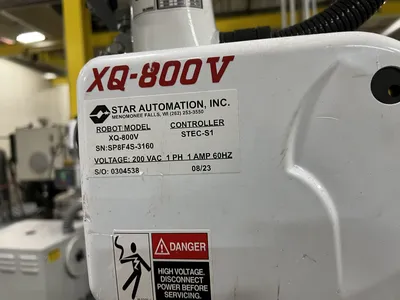 XQ-800V
STAR AUTOMATION, INC.
MENOMONEE FALLS, WI (262) 253-3550
ROBOT MODEL CONTROLLER
XQ-800V STEC-S1
SN:SP8F4S-3160
VOLTAGE: 200 VAC 1 PH 1 AMP 60HZ
S/O: 0304538 08/23
DANGER
HIGH VOLTAGE.
DISCONNECT
POWER BEFORE
SERVICING.